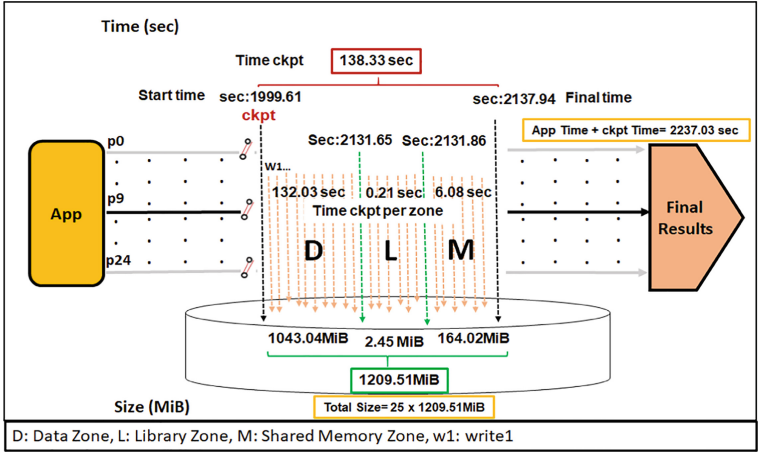 Time (sec)
Time ckpt 138.33 sec
Start time sec:1999.61 sec:2137.94 Final time
ckpt
App Time + ckpt Time= 2237.03 sec
p0
Sec:2131.65 Sec:2131.86
W1...
132.03 sec 0.21 sec 6.08 sec
Time ckpt per zone
p9
App
Final
Results
D L M
p24
1043.04MiB 2.45 MiB 164.02MiB
1209.51MiB
Size (MiB)
Total Size= 25 x 1209.51MiB
D: Data Zone, L: Library Zone, M: Shared Memory Zone, w1: write1